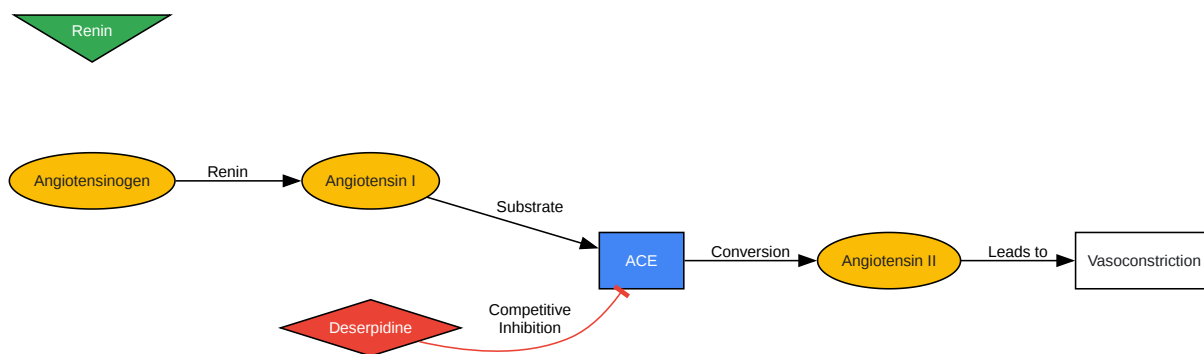 Renin
Angiotensinogen
Renin
Angiotensin I
Substrate
ACE
Conversion
Angiotensin II
Leads to
Vasoconstriction
Deserpidine
Competitive
Inhibition